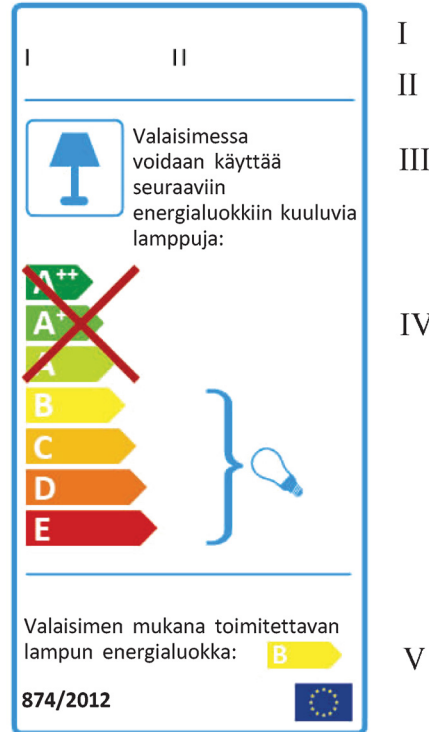 I
I II
II
Valaisimessa
voidaan käyttää
III
seuraaviin
energialuokkiin kuuluvia
lamppuja:
A++
A+
IV
A
B
C
D
E
Valaisimen mukana toimitettavan
lampun energialuokka: B
V
874/2012